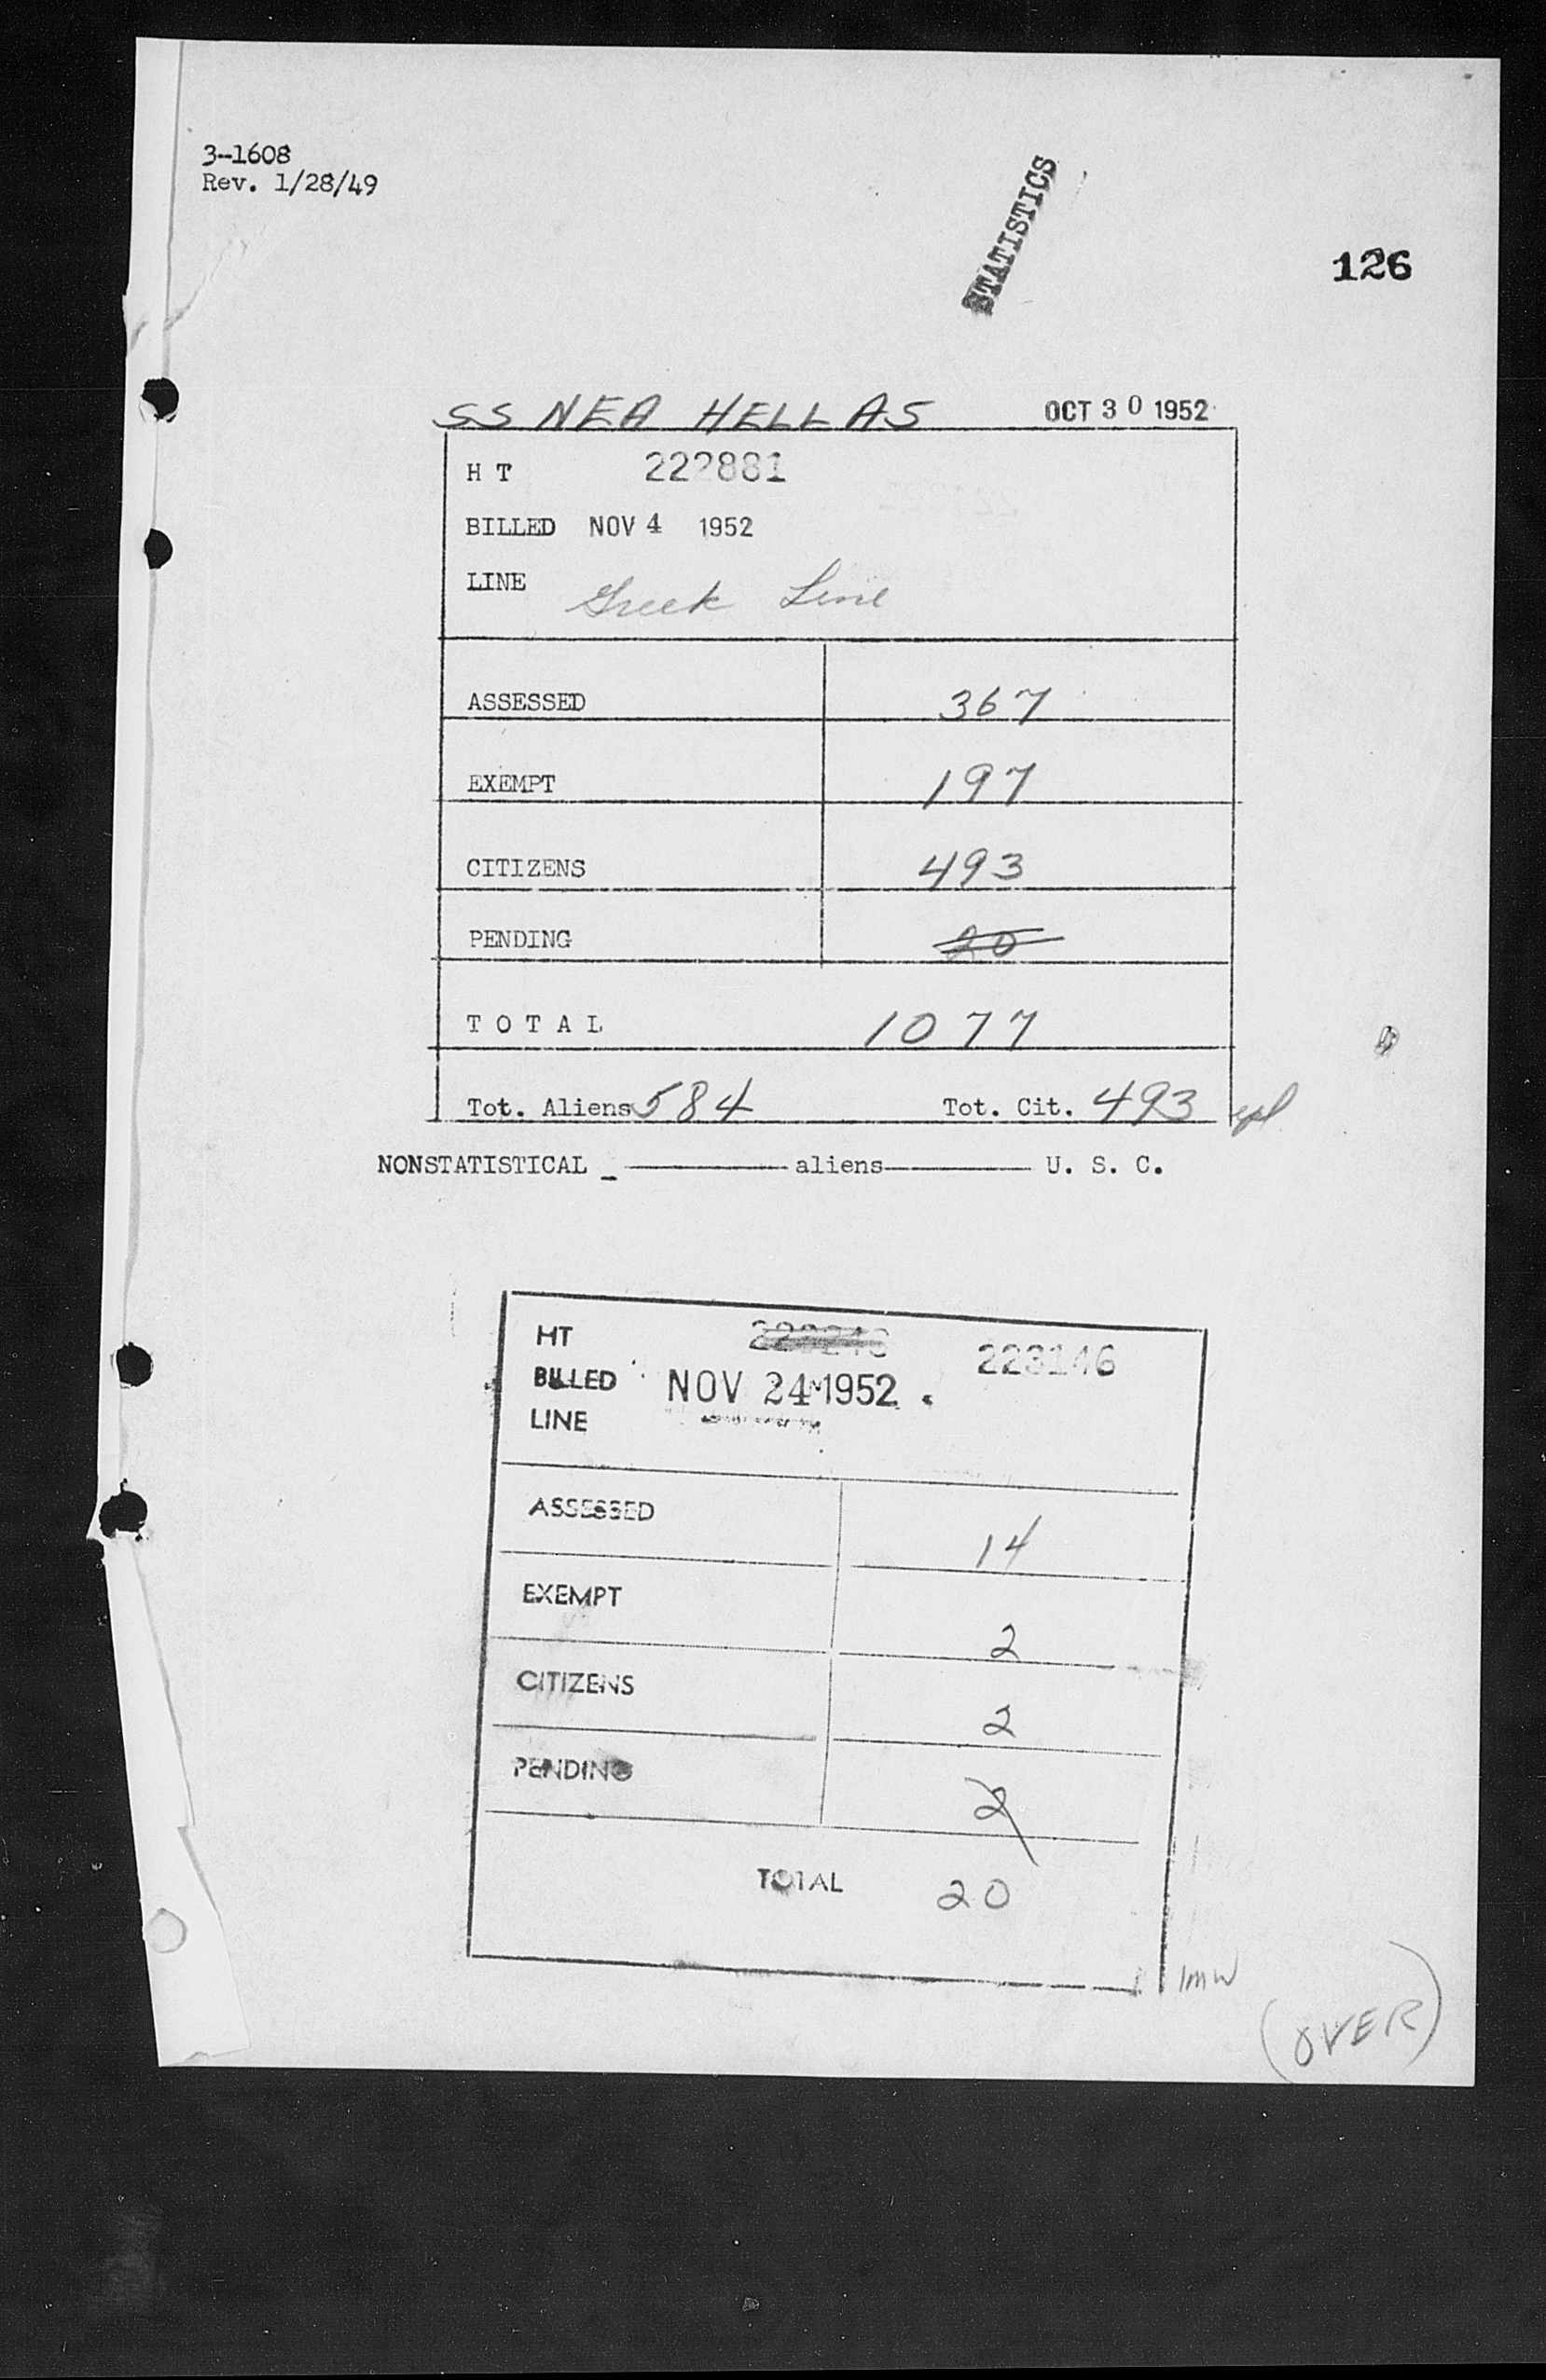 3-1608
Rev. 1/28/49
STATISTICS
126
SS NEA HELLAS OCT 30 1952
H T 222881
BILLED NOV 4 1952
LINE Greek Line
ASSESSED 367
EXEMPT 197
CITIZENS 493
PENDING 20
T O T A L 1077
Tot. Aliens 584 Tot. Cit. 493
NONSTATISTICAL _ ———— aliens ———— U. S. C.
HT 223146
BILLED NOV 24 1952
LINE
ASSESSED 14
EXEMPT 2
CITIZENS 2
PENDING 2
TOTAL 20
(OVER)